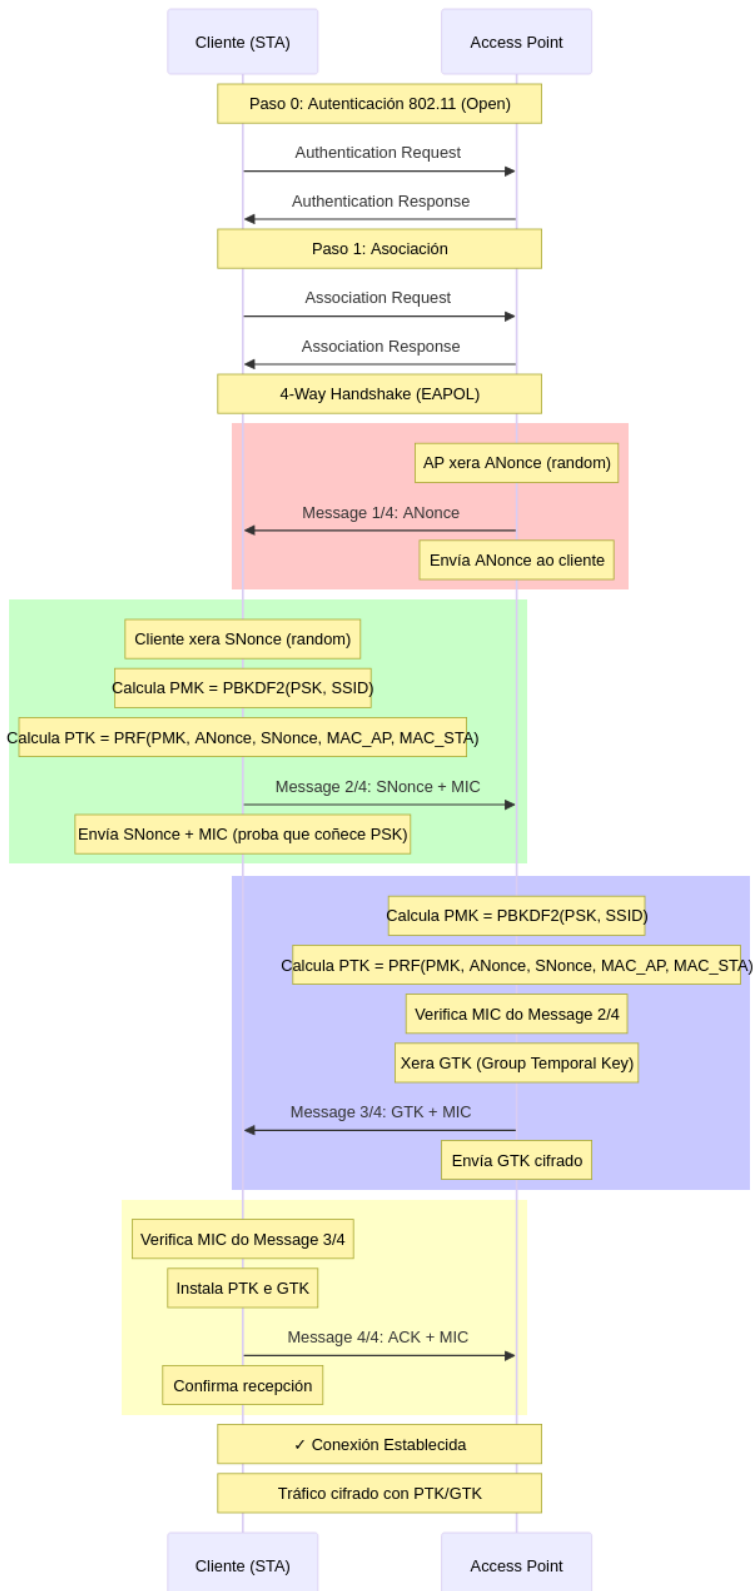 Cliente (STA)
Access Point
Paso 0: Autenticación 802.11 (Open)
Authentication Request
Authentication Response
Paso 1: Asociación
Association Request
Association Response
4-Way Handshake (EAPOL)
AP xera ANonce (random)
Message 1/4: ANonce
Envía ANonce ao cliente
Cliente xera SNonce (random)
Calcula PMK = PBKDF2(PSK, SSID)
Calcula PTK = PRF(PMK, ANonce, SNonce, MAC_AP, MAC_STA)
Message 2/4: SNonce + MIC
Envía SNonce + MIC (proba que coñece PSK)
Calcula PMK = PBKDF2(PSK, SSID)
Calcula PTK = PRF(PMK, ANonce, SNonce, MAC_AP, MAC_STA)
Verifica MIC do Message 2/4
Xera GTK (Group Temporal Key)
Message 3/4: GTK + MIC
Envía GTK cifrado
Verifica MIC do Message 3/4
Instala PTK e GTK
Message 4/4: ACK + MIC
Confirma recepción
✓ Conexión Establecida
Tráfico cifrado con PTK/GTK
Cliente (STA)
Access Point